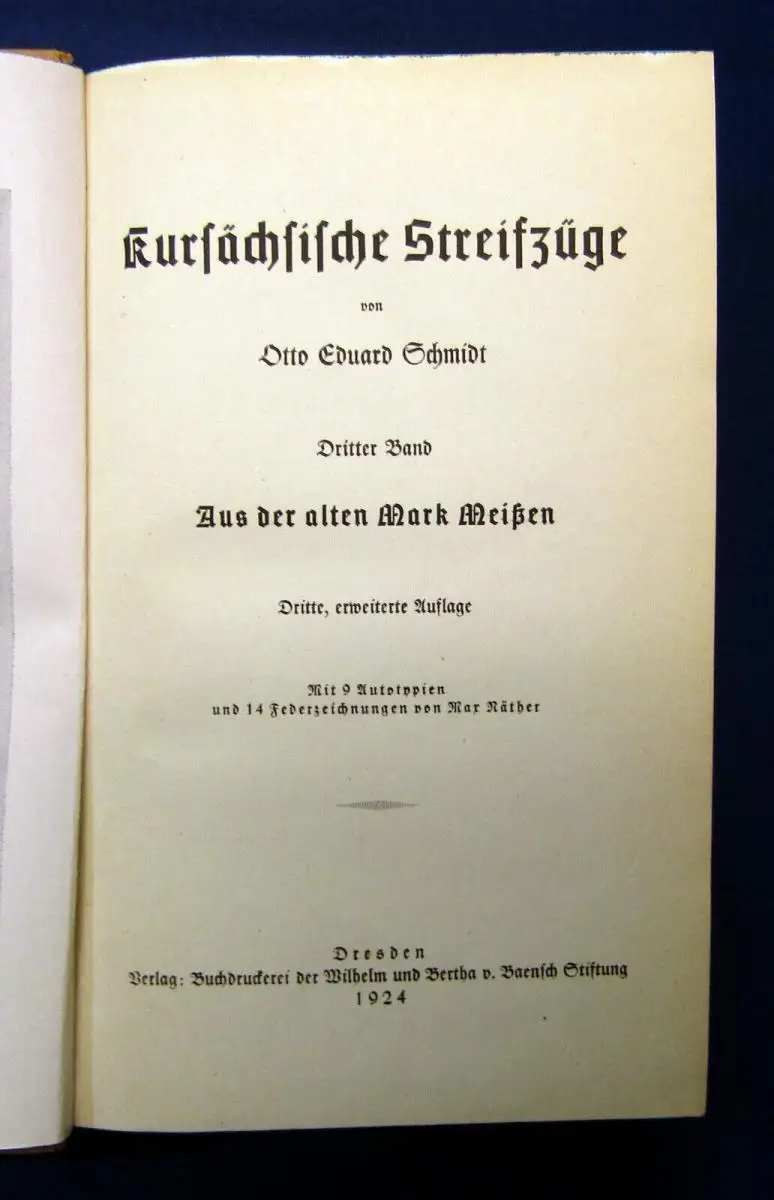 Kursächsische Streifzüge
von
Otto Eduard Schmidt
Dritter Band
Aus der alten Mark Meißen
Dritte, erweiterte Auflage
Mit 9 Autotypien
und 14 Federzeichnungen von Max Näther
Dresden
Verlag: Buchdruckerei der Wilhelm und Bertha v. Baensch Stiftung
1924